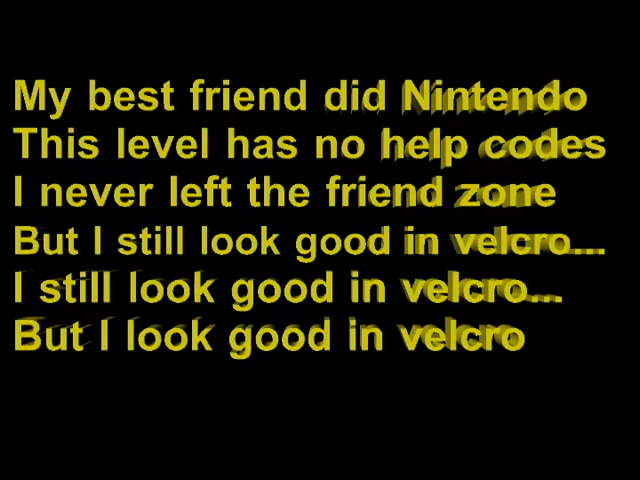 My best friend did Nintendo
This level has no help codes
I never left the friend zone
But I still look good in velcro...
I still look good in velcro...
But I look good in velcro